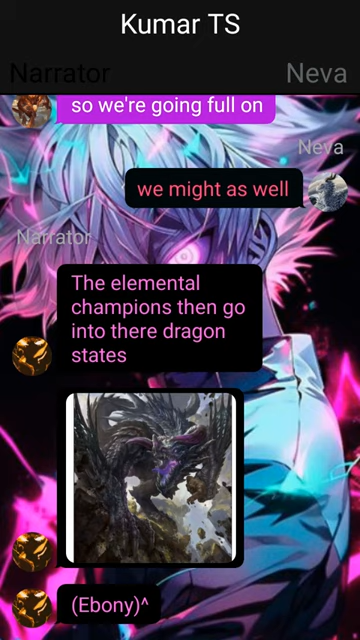 Kumar TS
Narrator
Neva
so we're going full on
Neva
we might as well
Narrator
The elemental
champions then go
into there dragon
states
(Ebony)^